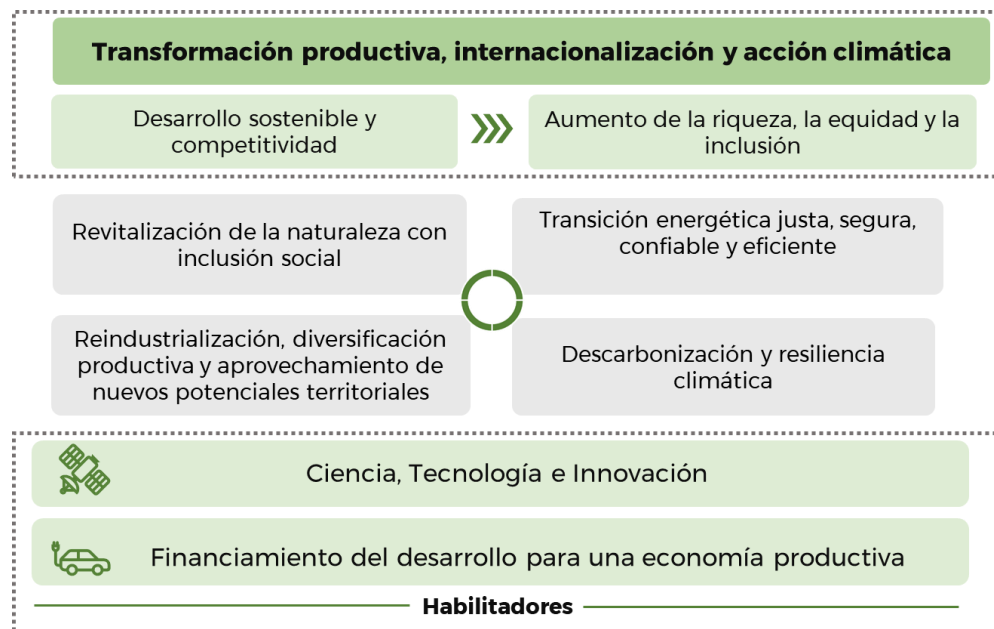 Transformación productiva, internacionalización y acción climática
Desarrollo sostenible y
competitividad
Aumento de la riqueza, la equidad y la
inclusión
Revitalización de la naturaleza con
inclusión social
Transición energética justa, segura,
confiable y eficiente
Reindustrialización, diversificación
productiva y aprovechamiento de
nuevos potenciales territoriales
Descarbonización y resiliencia
climática
Ciencia, Tecnología e Innovación
Financiamiento del desarrollo para una economía productiva
Habilitadores